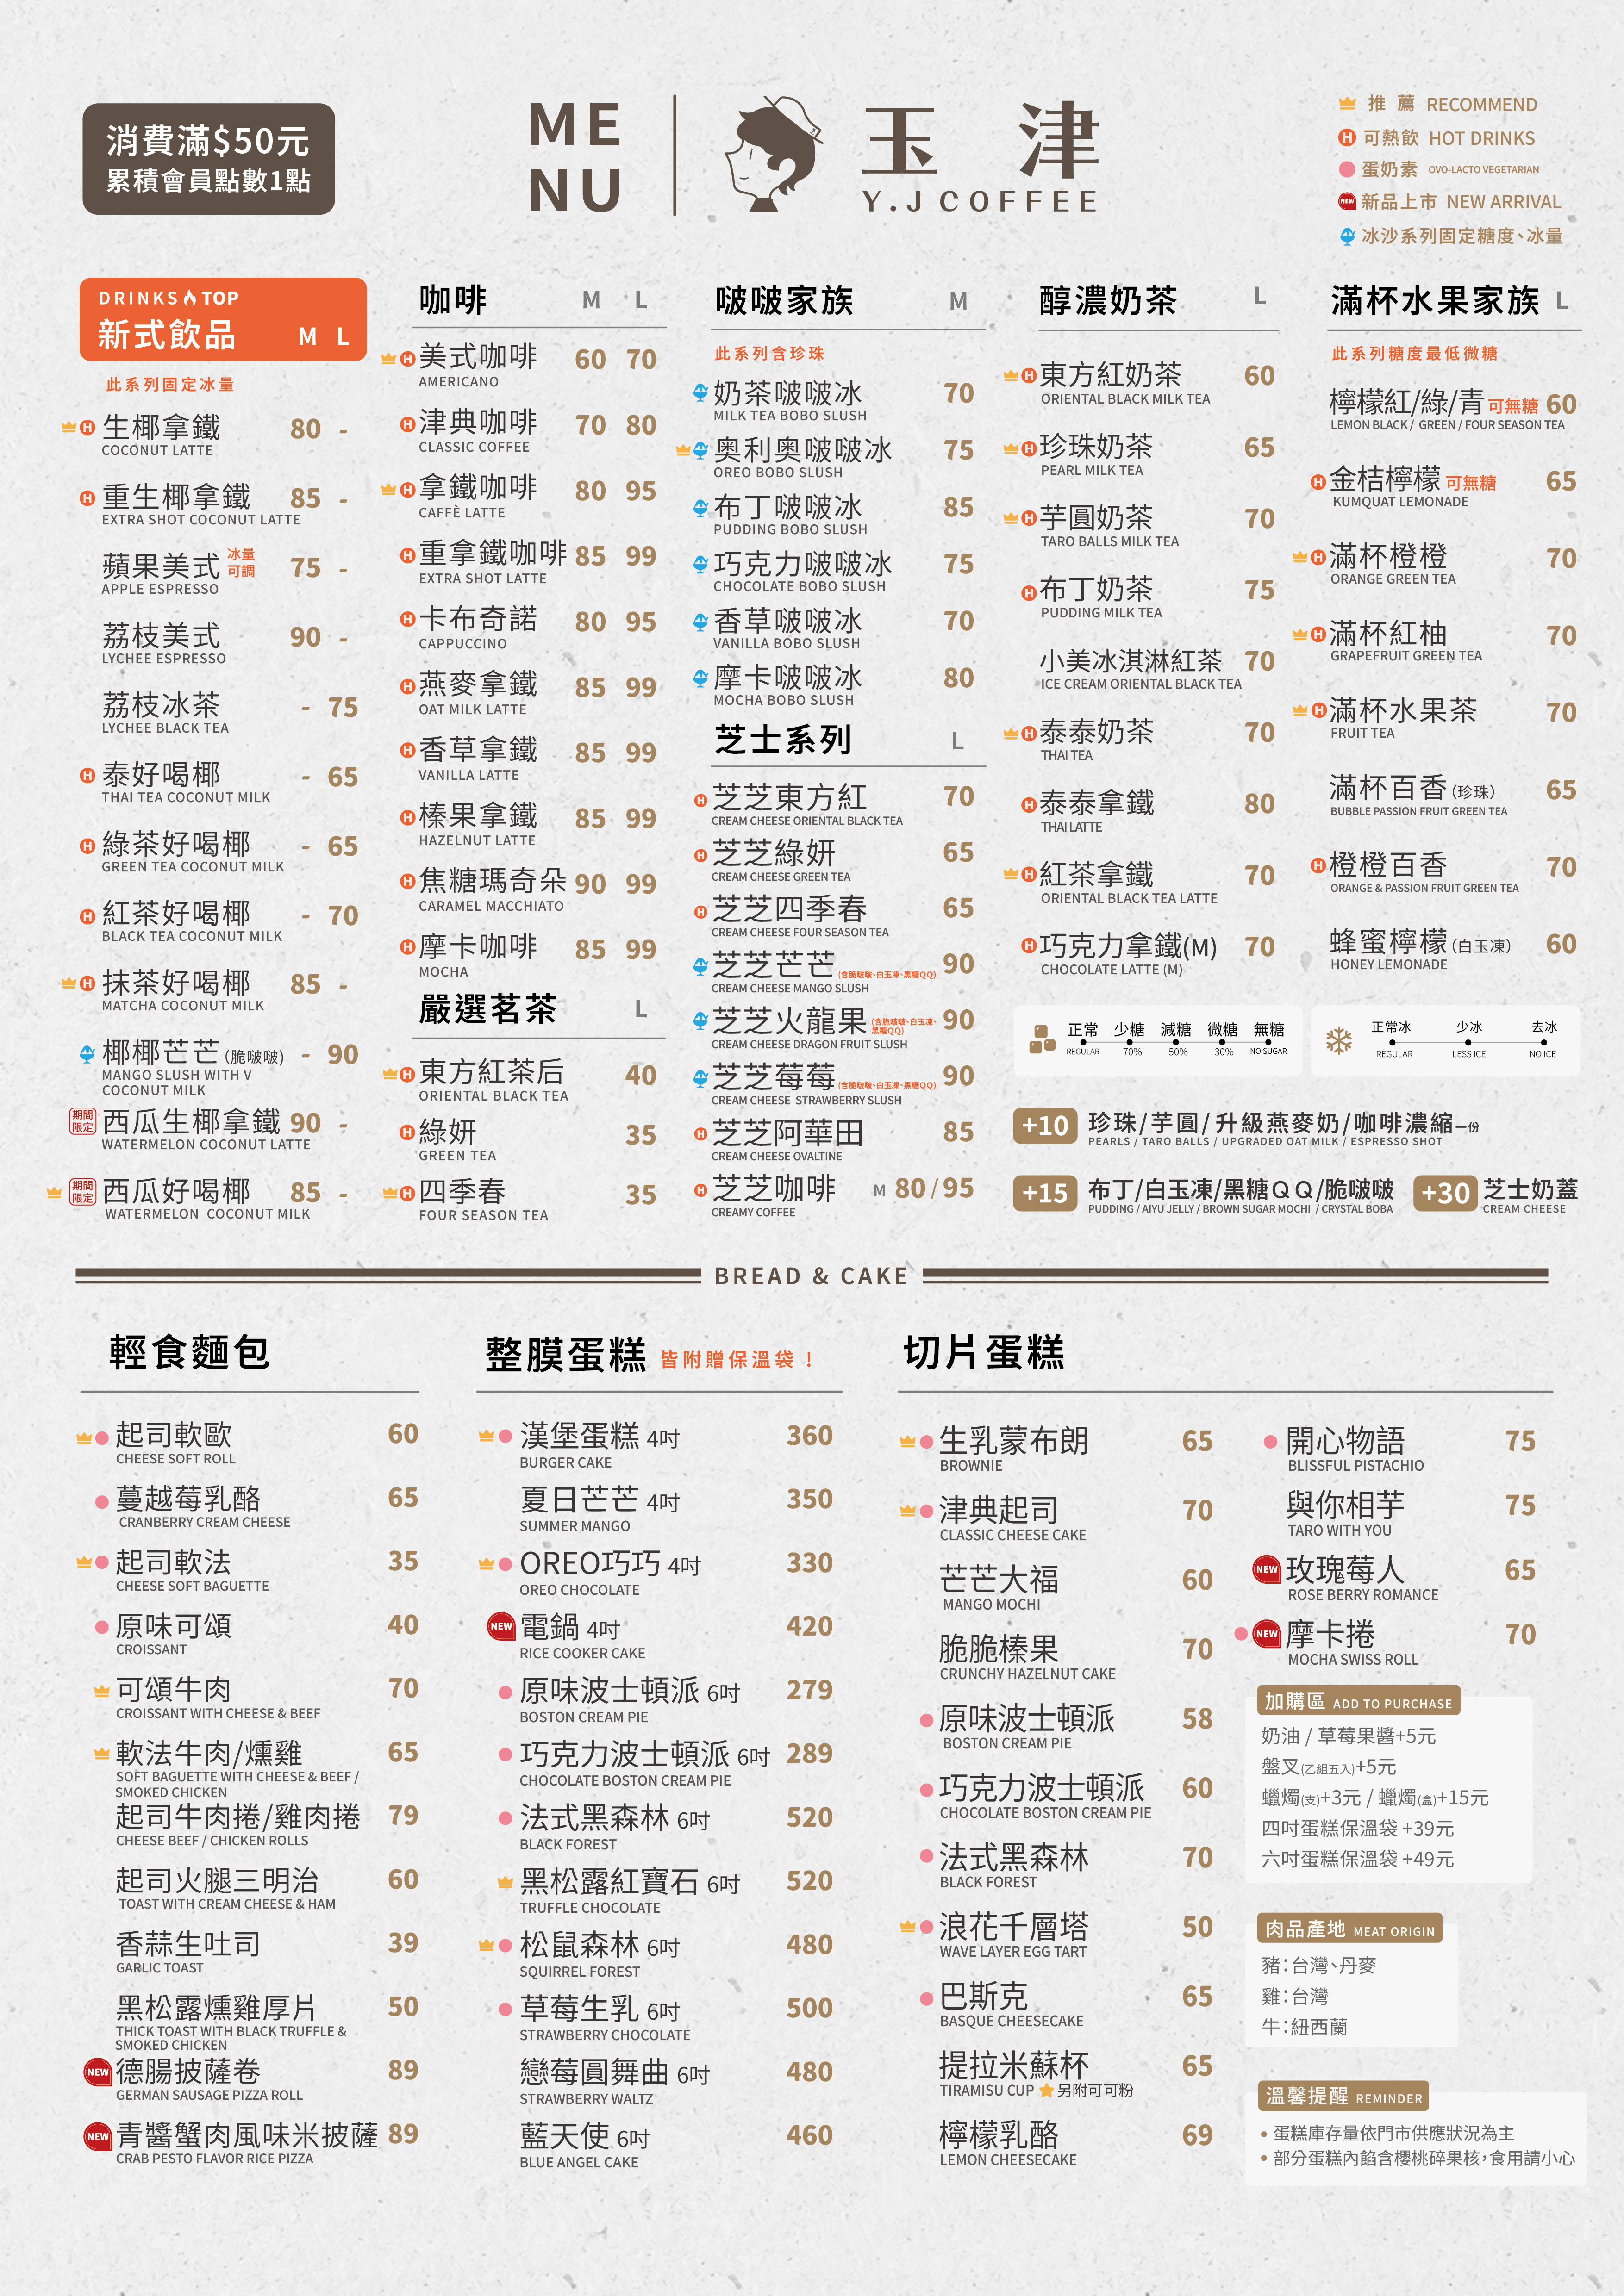 消費滿$50元
累積會員點數1點
ME
NU
玉津
Y.J COFFEE
推薦 RECOMMEND
可熱飲 HOT DRINKS
蛋奶素 OVO-LACTO VEGETARIAN
NEW 新品上市 NEW ARRIVAL
冰沙系列固定糖度、冰量
DRINKS TOP
新式飲品 M L
此系列固定冰量
H 生椰拿鐵 80 -
COCONUT LATTE
H 重生椰拿鐵 85 -
EXTRA SHOT COCONUT LATTE
蘋果美式 冰量可調 75 -
APPLE ESPRESSO
荔枝美式 90 -
LYCHEE ESPRESSO
荔枝冰茶 - 75
LYCHEE BLACK TEA
H 泰好喝椰 - 65
THAI TEA COCONUT MILK
H 綠茶好喝椰 - 65
GREEN TEA COCONUT MILK
H 紅茶好喝椰 - 70
BLACK TEA COCONUT MILK
H 抹茶好喝椰 85 -
MATCHA COCONUT MILK
椰椰芒芒(脆啵啵) - 90
MANGO SLUSH WITH V
COCONUT MILK
期間限定 西瓜生椰拿鐵 90 -
WATERMELON COCONUT LATTE
期間限定 西瓜好喝椰 85 -
WATERMELON COCONUT MILK
咖啡 M L
H 美式咖啡 60 70
AMERICANO
H 津典咖啡 70 80
CLASSIC COFFEE
H 拿鐵咖啡 80 95
CAFFÈ LATTE
H 重拿鐵咖啡 85 99
EXTRA SHOT LATTE
H 卡布奇諾 80 95
CAPPUCCINO
H 燕麥拿鐵 85 99
OAT MILK LATTE
H 香草拿鐵 85 99
VANILLA LATTE
H 榛果拿鐵 85 99
HAZELNUT LATTE
H 焦糖瑪奇朵 90 99
CARAMEL MACCHIATO
H 摩卡咖啡 85 99
MOCHA
嚴選茗茶 L
H 東方紅茶后 40
ORIENTAL BLACK TEA
H 綠妍 35
GREEN TEA
H 四季春 35
FOUR SEASON TEA
啵啵家族 M
此系列含珍珠
奶茶啵啵冰 70
MILK TEA BOBO SLUSH
奧利奧啵啵冰 75
OREO BOBO SLUSH
布丁啵啵冰 85
PUDDING BOBO SLUSH
巧克力啵啵冰 75
CHOCOLATE BOBO SLUSH
香草啵啵冰 70
VANILLA BOBO SLUSH
摩卡啵啵冰 80
MOCHA BOBO SLUSH
芝士系列 L
H 芝芝東方紅 70
CREAM CHEESE ORIENTAL BLACK TEA
H 芝芝綠妍 65
CREAM CHEESE GREEN TEA
H 芝芝四季春 65
CREAM CHEESE FOUR SEASON TEA
芝芝芒芒(含脆啵啵、白玉凍、黑糖QQ) 90
CREAM CHEESE MANGO SLUSH
芝芝火龍果(含脆啵啵、白玉凍、黑糖QQ) 90
CREAM CHEESE DRAGON FRUIT SLUSH
芝芝莓莓(含脆啵啵、白玉凍、黑糖QQ) 90
CREAM CHEESE STRAWBERRY SLUSH
H 芝芝阿華田 85
CREAM CHEESE OVALTINE
H 芝芝咖啡 M 80/95
CREAMY COFFEE
醇濃奶茶 L
H 東方紅奶茶 60
ORIENTAL BLACK MILK TEA
H 珍珠奶茶 65
PEARL MILK TEA
H 芋圓奶茶 70
TARO BALLS MILK TEA
H 布丁奶茶 75
PUDDING MILK TEA
小美冰淇淋紅茶 70
ICE CREAM ORIENTAL BLACK TEA
H 泰泰奶茶 70
THAI TEA
H 泰泰拿鐵 80
THAI LATTE
H 紅茶拿鐵 70
ORIENTAL BLACK TEA LATTE
H 巧克力拿鐵(M) 70
CHOCOLATE LATTE (M)
滿杯水果家族 L
此系列糖度最低微糖
檸檬紅/綠/青 可無糖 60
LEMON BLACK / GREEN / FOUR SEASON TEA
H 金桔檸檬 可無糖 65
KUMQUAT LEMONADE
H 滿杯橙橙 70
ORANGE GREEN TEA
H 滿杯紅柚 70
GRAPEFRUIT GREEN TEA
H 滿杯水果茶 70
FRUIT TEA
滿杯百香(珍珠) 65
BUBBLE PASSION FRUIT GREEN TEA
H 橙橙百香 70
ORANGE & PASSION FRUIT GREEN TEA
蜂蜜檸檬(白玉凍) 60
HONEY LEMONADE
正常 少糖 減糖 微糖 無糖
REGULAR 70% 50% 30% NO SUGAR
正常冰 少冰 去冰
REGULAR LESS ICE NO ICE
+10 珍珠/芋圓/升級燕麥奶/咖啡濃縮一份
PEARLS / TARO BALLS / UPGRADED OAT MILK / ESPRESSO SHOT
+15 布丁/白玉凍/黑糖QQ/脆啵啵
PUDDING / AIYU JELLY / BROWN SUGAR MOCHI / CRYSTAL BOBA
+30 芝士奶蓋
CREAM CHEESE
BREAD & CAKE
輕食麵包
起司軟歐 60
CHEESE SOFT ROLL
蔓越莓乳酪 65
CRANBERRY CREAM CHEESE
起司軟法 35
CHEESE SOFT BAGUETTE
原味可頌 40
CROISSANT
可頌牛肉 70
CROISSANT WITH CHEESE & BEEF
軟法牛肉/燻雞 65
SOFT BAGUETTE WITH CHEESE & BEEF /
SMOKED CHICKEN
起司牛肉捲/雞肉捲 79
CHEESE BEEF / CHICKEN ROLLS
起司火腿三明治 60
TOAST WITH CREAM CHEESE & HAM
香蒜生吐司 39
GARLIC TOAST
黑松露燻雞厚片 50
THICK TOAST WITH BLACK TRUFFLE &
SMOKED CHICKEN
NEW 德腸披薩卷 89
GERMAN SAUSAGE PIZZA ROLL
NEW 青醬蟹肉風味米披薩 89
CRAB PESTO FLAVOR RICE PIZZA
整膜蛋糕 皆附贈保溫袋！
漢堡蛋糕 4吋 360
BURGER CAKE
夏日芒芒 4吋 350
SUMMER MANGO
OREO巧巧 4吋 330
OREO CHOCOLATE
NEW 電鍋 4吋 420
RICE COOKER CAKE
原味波士頓派 6吋 279
BOSTON CREAM PIE
巧克力波士頓派 6吋 289
CHOCOLATE BOSTON CREAM PIE
法式黑森林 6吋 520
BLACK FOREST
黑松露紅寶石 6吋 520
TRUFFLE CHOCOLATE
松鼠森林 6吋 480
SQUIRREL FOREST
草莓生乳 6吋 500
STRAWBERRY CHOCOLATE
戀莓圓舞曲 6吋 480
STRAWBERRY WALTZ
藍天使 6吋 460
BLUE ANGEL CAKE
切片蛋糕
生乳蒙布朗 65
BROWNIE
津典起司 70
CLASSIC CHEESE CAKE
芒芒大福 60
MANGO MOCHI
脆脆榛果 70
CRUNCHY HAZELNUT CAKE
原味波士頓派 58
BOSTON CREAM PIE
巧克力波士頓派 60
CHOCOLATE BOSTON CREAM PIE
法式黑森林 70
BLACK FOREST
浪花千層塔 50
WAVE LAYER EGG TART
巴斯克 65
BASQUE CHEESECAKE
提拉米蘇杯 65
TIRAMISU CUP 另附可可粉
檸檬乳酪 69
LEMON CHEESECAKE
開心物語 75
BLISSFUL PISTACHIO
與你相芋 75
TARO WITH YOU
NEW 玫瑰莓人 65
ROSE BERRY ROMANCE
NEW 摩卡捲 70
MOCHA SWISS ROLL
加購區 ADD TO PURCHASE
奶油 / 草莓果醬+5元
盤叉(乙組五入)+5元
蠟燭(支)+3元 / 蠟燭(盒)+15元
四吋蛋糕保溫袋 +39元
六吋蛋糕保溫袋 +49元
肉品產地 MEAT ORIGIN
豬：台灣、丹麥
雞：台灣
牛：紐西蘭
溫馨提醒 REMINDER
• 蛋糕庫存量依門市供應狀況為主
• 部分蛋糕內餡含櫻桃碎果核，食用請小心